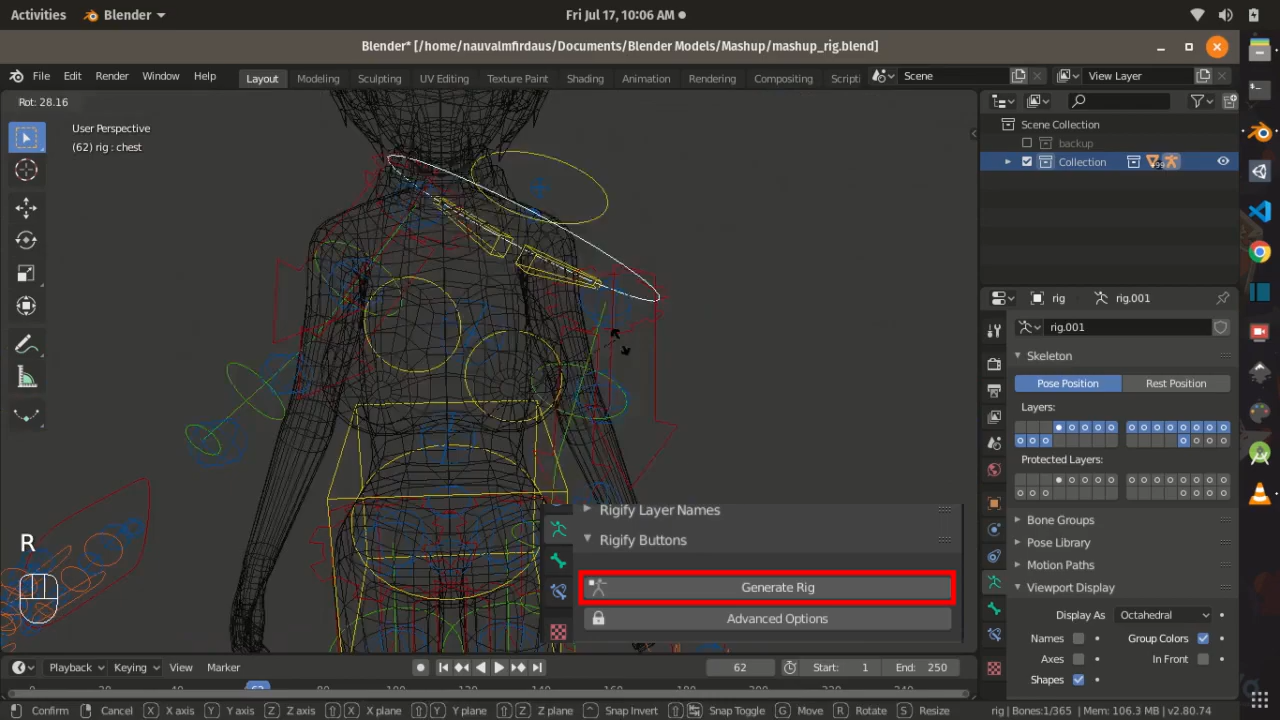 Activities Blender Fri Jul 17, 10:06 AM
Blender* [/home/nauvalmfirdaus/Documents/Blender Models/Mashup/mashup_rig.blend]
File Edit Render Window Help Layout Modeling Sculpting UV Editing Texture Paint Shading Animation Rendering Compositing Scripti Scene View Layer
Rot: 28.16
User Perspective
(62) rig : chest
Scene Collection
backup
Collection
rig rig.001
rig.001
Skeleton
Pose Position Rest Position
Layers:
Protected Layers:
Rigify Layer Names
Rigify Buttons
Generate Rig
Advanced Options
R
Bone Groups
Pose Library
Motion Paths
Viewport Display
Display As Octahedral
Names Group Colors
Axes In Front
Shapes
Playback Keying View Marker 62 Start: 1 End: 250
Confirm Cancel X X axis Y Y axis Z Z axis X X plane Y Y plane Z Z plane Snap Invert Snap Toggle G Move R Rotate S Resize rig | Bones:1/365 | Mem: 106.3 MB | v2.80.74